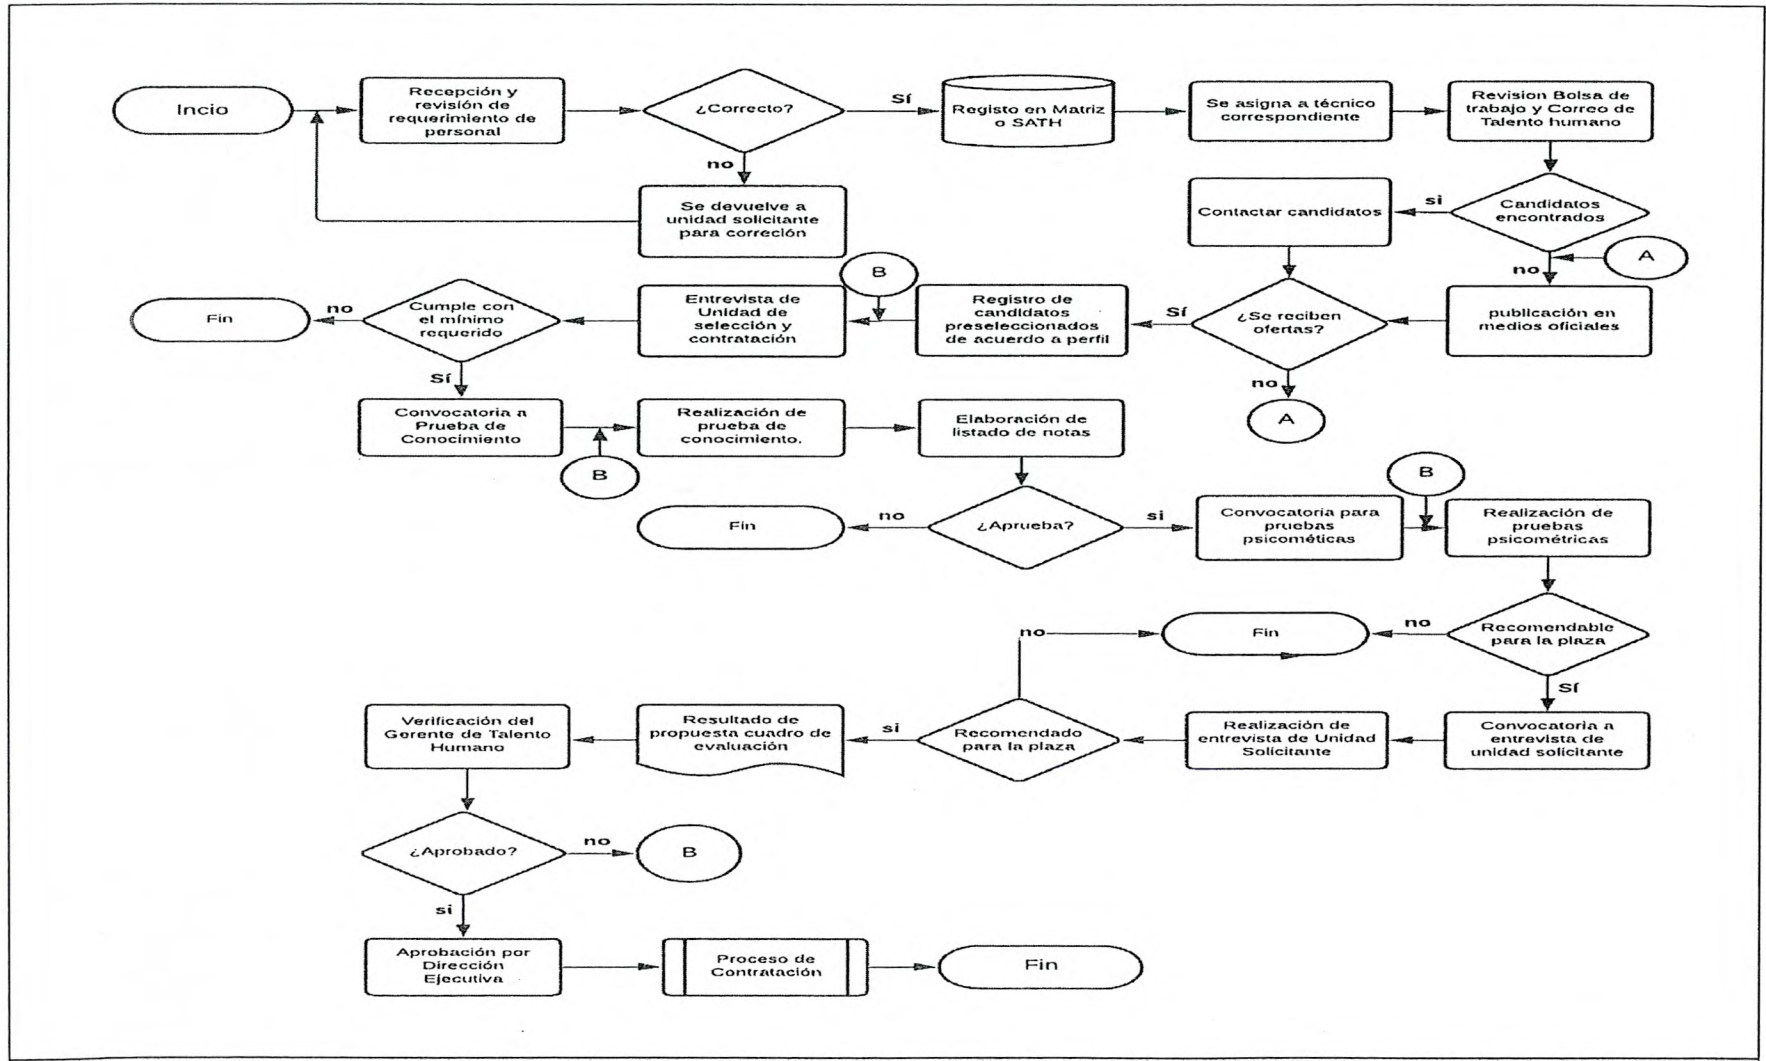 Incio
Recepción y
revisión de
requerimiento de
personal
¿Correcto?
Sí
Registo en Matriz
o SATH
Se asigna a técnico
correspondiente
Revision Bolsa de
trabajo y Correo de
Talento humano
no
Se devuelve a
unidad solicitante
para correción
Contactar candidatos
si
Candidatos
encontrados
A
no
B
Fin
no
Cumple con
el mínimo
requerido
Entrevista de
Unidad de
selección y
contratación
Registro de
candidatos
preseleccionados
de acuerdo a perfil
Sí
¿Se reciben
ofertas?
publicación en
medios oficiales
Sí
no
A
Convocatoria a
Prueba de
Conocimiento
Realización de
prueba de
conocimiento.
Elaboración de
listado de notas
B
B
Fin
no
¿Aprueba?
si
Convocatoria para
pruebas
psicométicas
Realización de
pruebas
psicométricas
no
Fin
no
Recomendable
para la plaza
Sí
Verificación del
Gerente de Talento
Humano
Resultado de
propuesta cuadro de
evaluación
si
Recomendado
para la plaza
Realización de
entrevista de Unidad
Solicitante
Convocatoria a
entrevista de
unidad solicitante
¿Aprobado?
no
B
si
Aprobación por
Dirección
Ejecutiva
Proceso de
Contratación
Fin